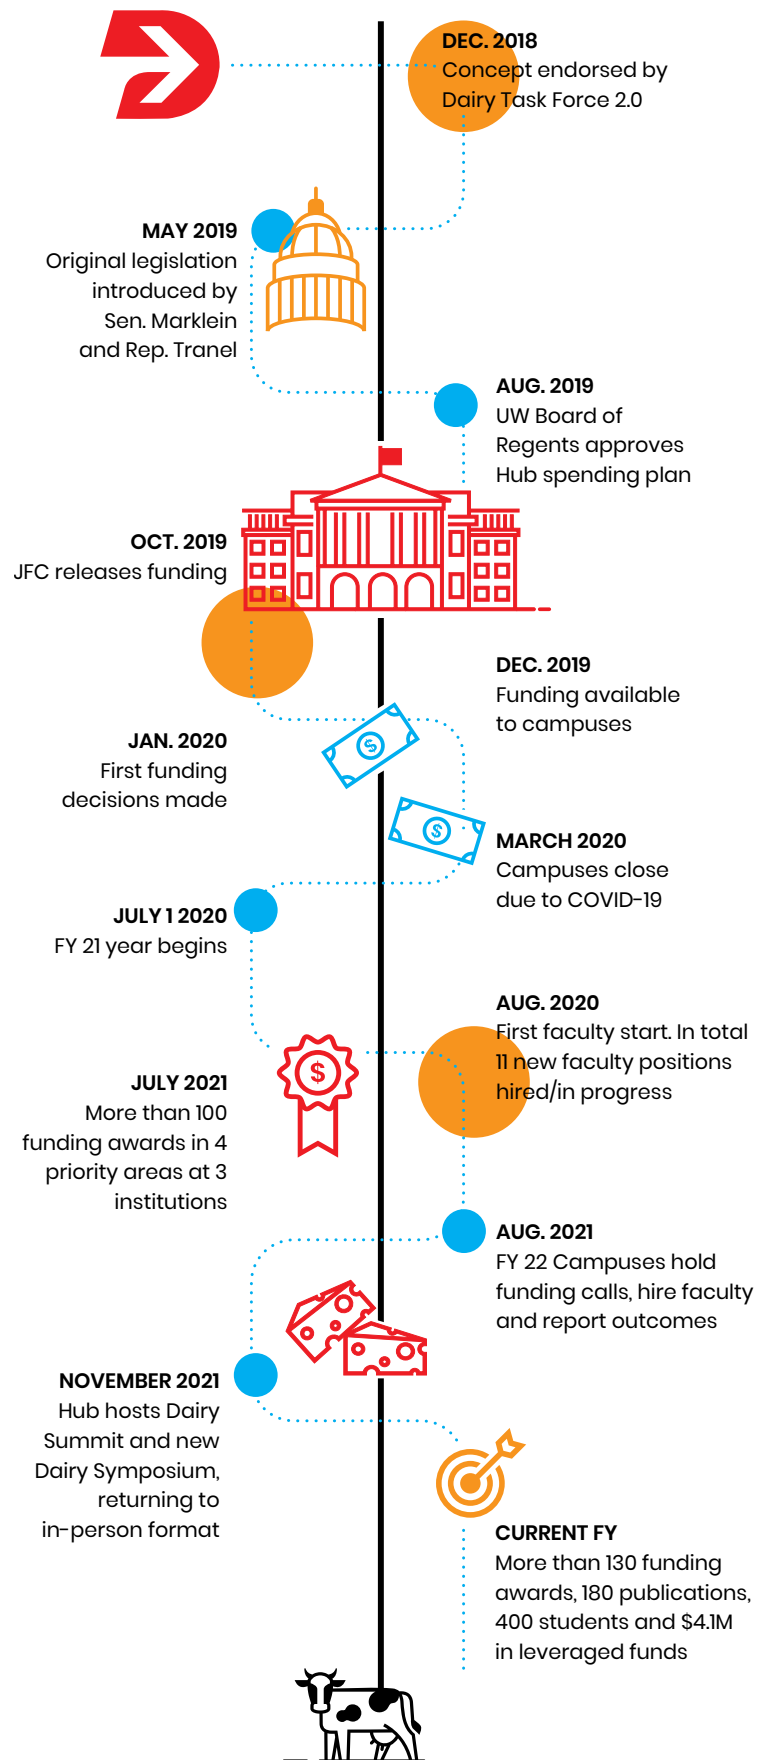 DEC. 2018
Concept endorsed by
Dairy Task Force 2.0
MAY 2019
Original legislation
introduced by
Sen. Marklein
and Rep. Tranel
AUG. 2019
UW Board of
Regents approves
Hub spending plan
OCT. 2019
JFC releases funding
DEC. 2019
Funding available
to campuses
JAN. 2020
First funding
decisions made
$
$
MARCH 2020
Campuses close
due to COVID-19
JULY 1 2020
FY 21 year begins
AUG. 2020
First faculty start. In total
11 new faculty positions
hired/in progress
$
JULY 2021
More than 100
funding awards in 4
priority areas at 3
institutions
AUG. 2021
FY 22 Campuses hold
funding calls, hire faculty
and report outcomes
NOVEMBER 2021
Hub hosts Dairy
Summit and new
Dairy Symposium,
returning to
in-person format
CURRENT FY
More than 130 funding
awards, 180 publications,
400 students and $4.1M
in leveraged funds